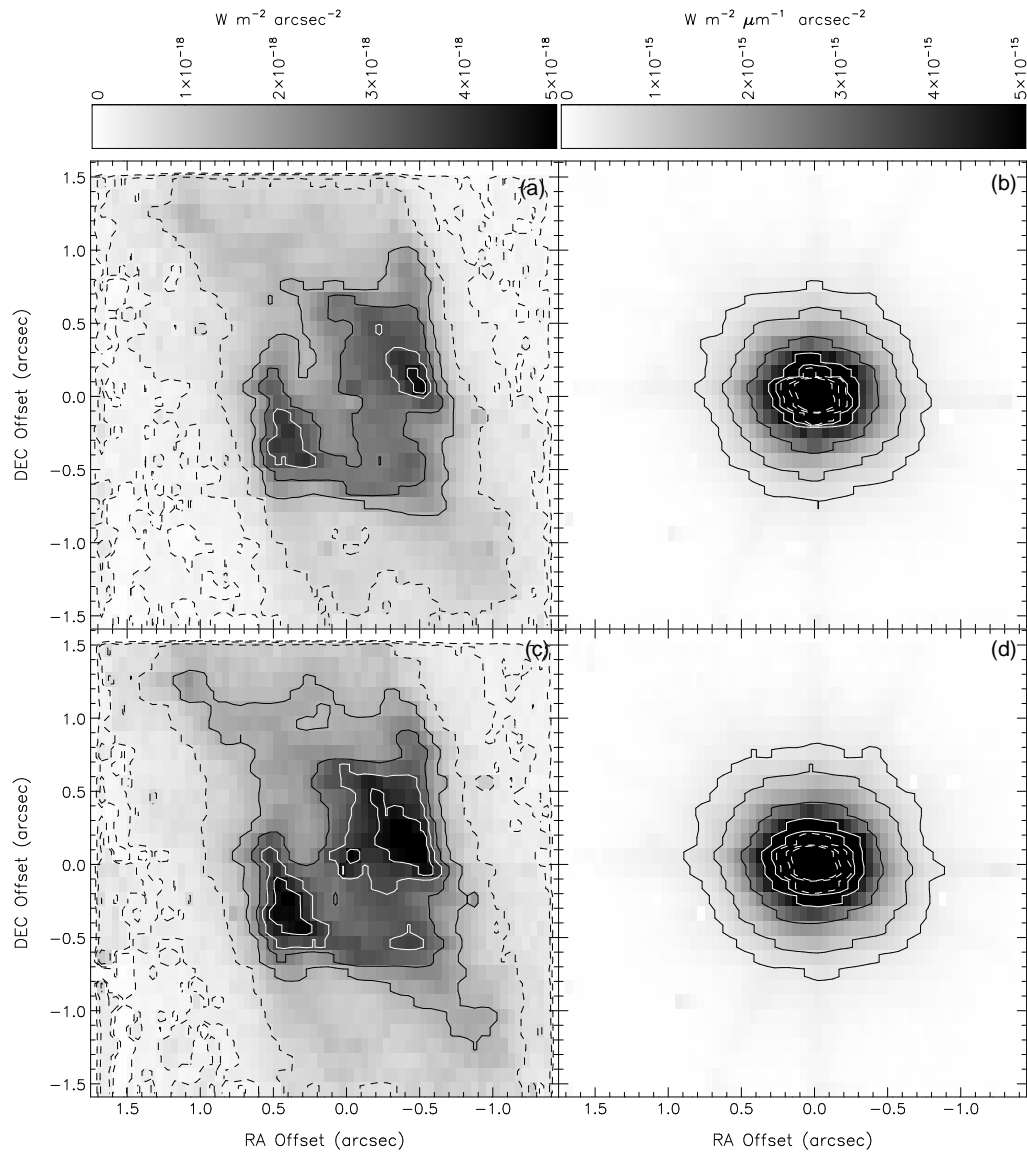 W m⁻² arcsec⁻²
W m⁻² μm⁻¹ arcsec⁻²
0
1×10⁻¹⁸
2×10⁻¹⁸
3×10⁻¹⁸
4×10⁻¹⁸
5×10⁻¹⁸
0
1×10⁻¹⁵
2×10⁻¹⁵
3×10⁻¹⁵
4×10⁻¹⁵
5×10⁻¹⁵
(a)
(b)
1.5
1.0
0.5
0.0
−0.5
−1.0
−1.5
DEC Offset (arcsec)
(c)
(d)
1.5
1.0
0.5
0.0
−0.5
−1.0
−1.5
DEC Offset (arcsec)
1.5 1.0 0.5 0.0 −0.5 −1.0
1.5 1.0 0.5 0.0 −0.5 −1.0
RA Offset (arcsec)
RA Offset (arcsec)